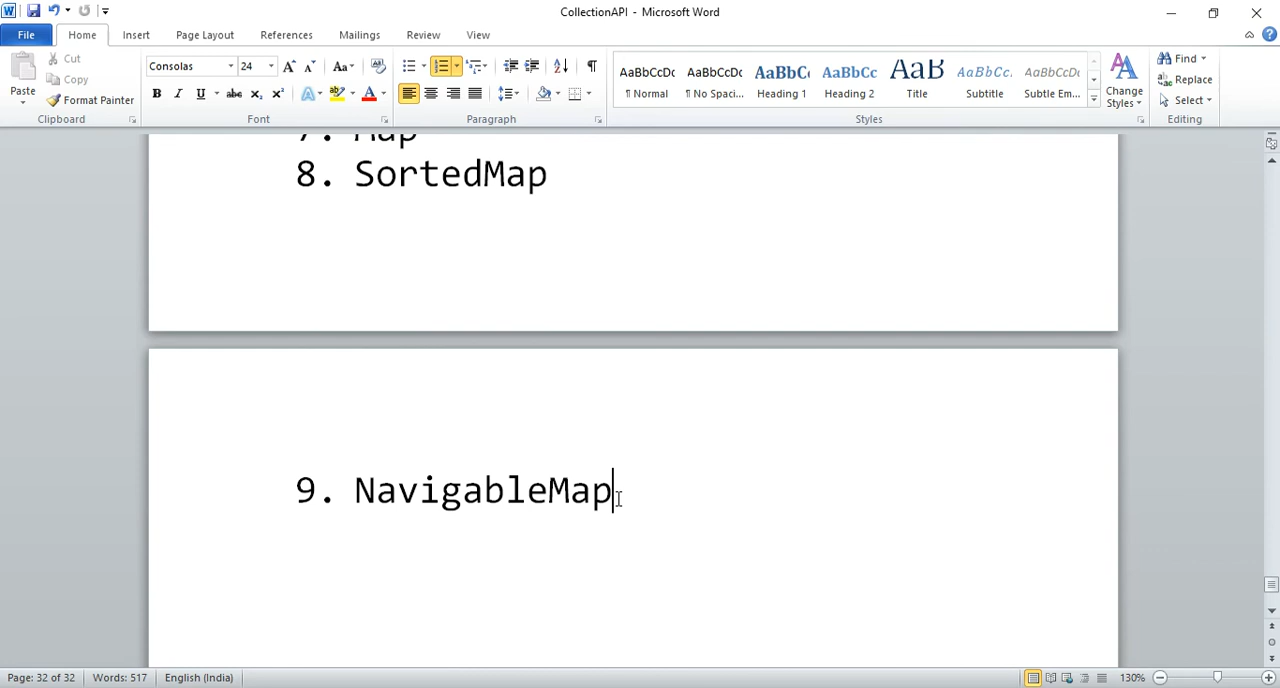 CollectionAPI - Microsoft Word
File Home Insert Page Layout References Mailings Review View
Paste
Cut
Copy
Format Painter
Clipboard
Consolas 24
Font
Paragraph
AaBbCcDc AaBbCcDc AaBbC AaBbCc AaB AaBbCc. AaBbCcDc
¶ Normal ¶ No Spaci... Heading 1 Heading 2 Title Subtitle Subtle Em...
Change Styles
Styles
Find
Replace
Select
Editing
7. Map
8. SortedMap
9. NavigableMap
Page: 32 of 32 Words: 517 English (India) 130%